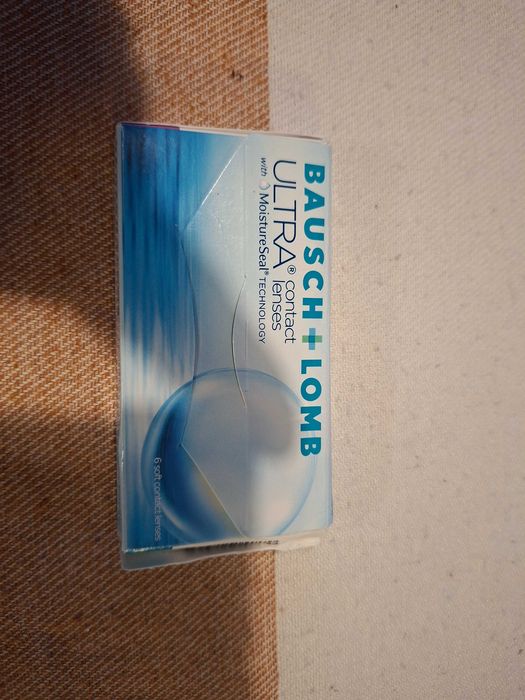 BAUSCH + LOMB
ULTRA® contact lenses
with MoistureSeal® TECHNOLOGY
6 soft contact lenses